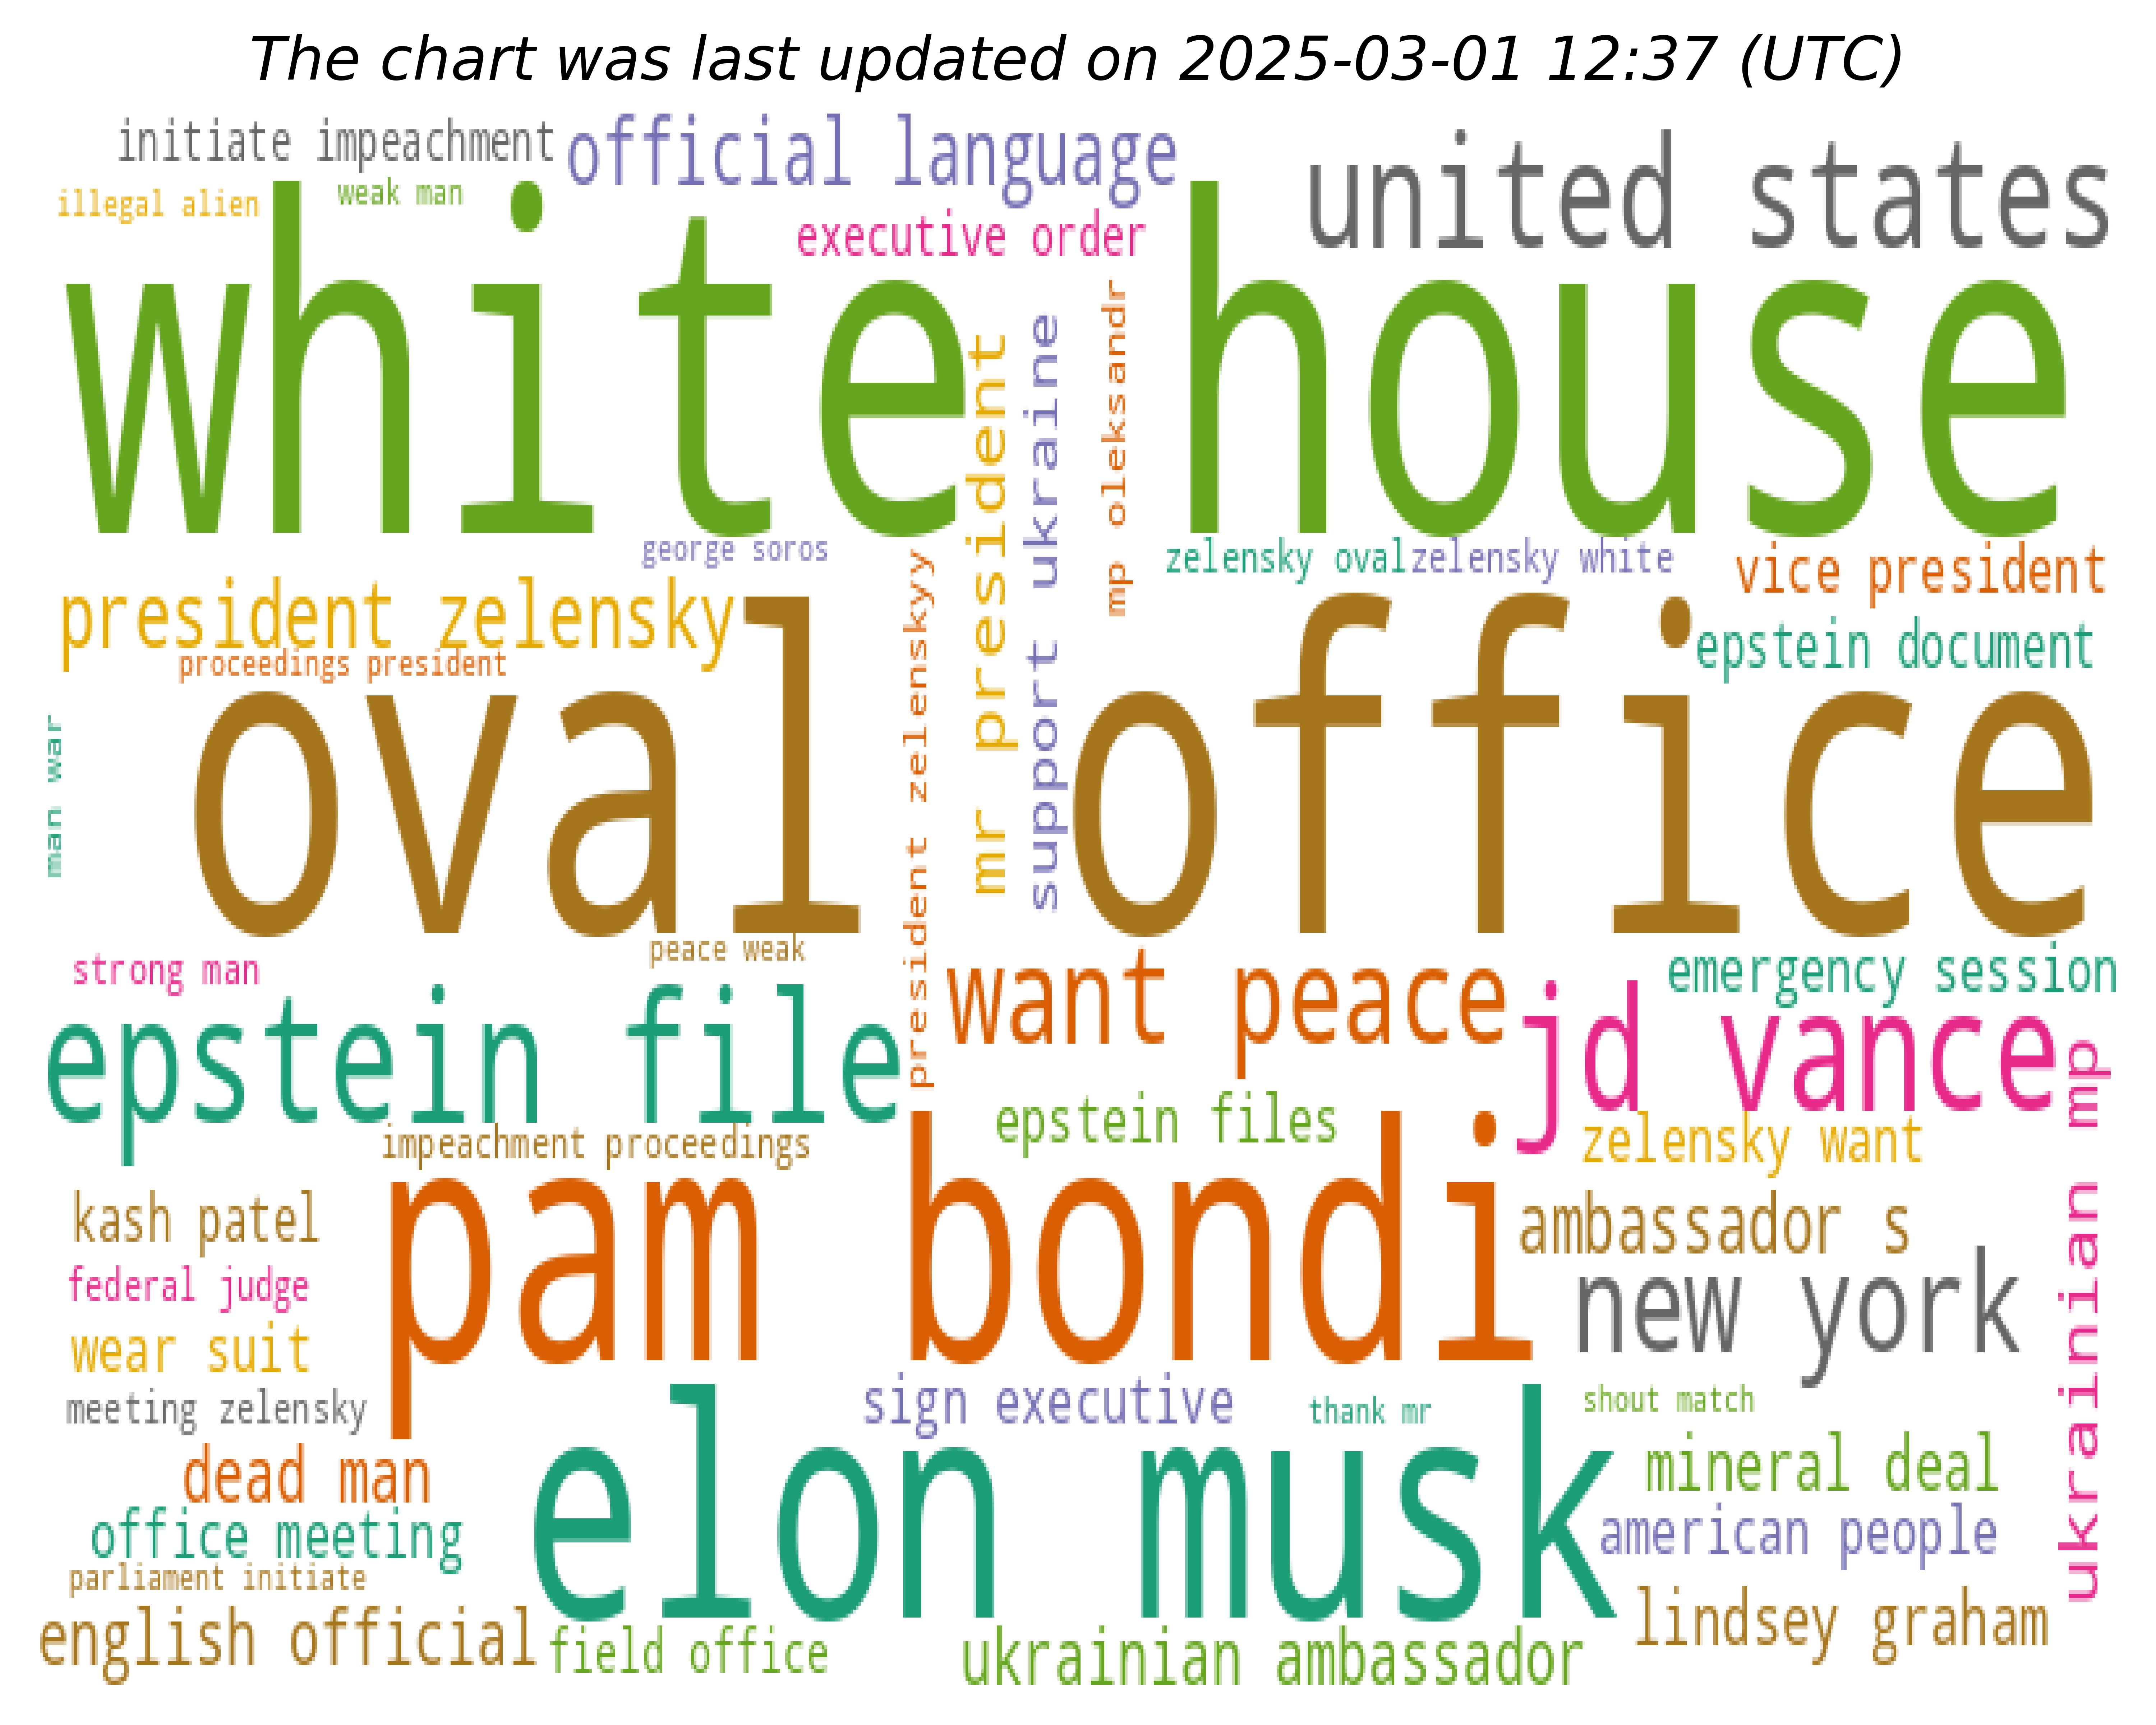 The chart was last updated on 2025-03-01 12:37 (UTC)
initiate impeachment
official language
united states
illegal alien
weak man
executive order
white house
mr president
support ukraine
mp oleksandr
george soros
zelensky oval
zelensky white
vice president
president zelensky
president zelenskyy
epstein document
proceedings president
oval office
man war
peace weak
strong man
want peace
emergency session
epstein file
jd vance
ukrainian mp
epstein files
impeachment proceedings
zelensky want
kash patel
pam bondi
ambassador s
federal judge
new york
wear suit
meeting zelensky
sign executive
thank mr
shout match
dead man
elon musk
mineral deal
office meeting
american people
parliament initiate
english official
field office
ukrainian ambassador
lindsey graham